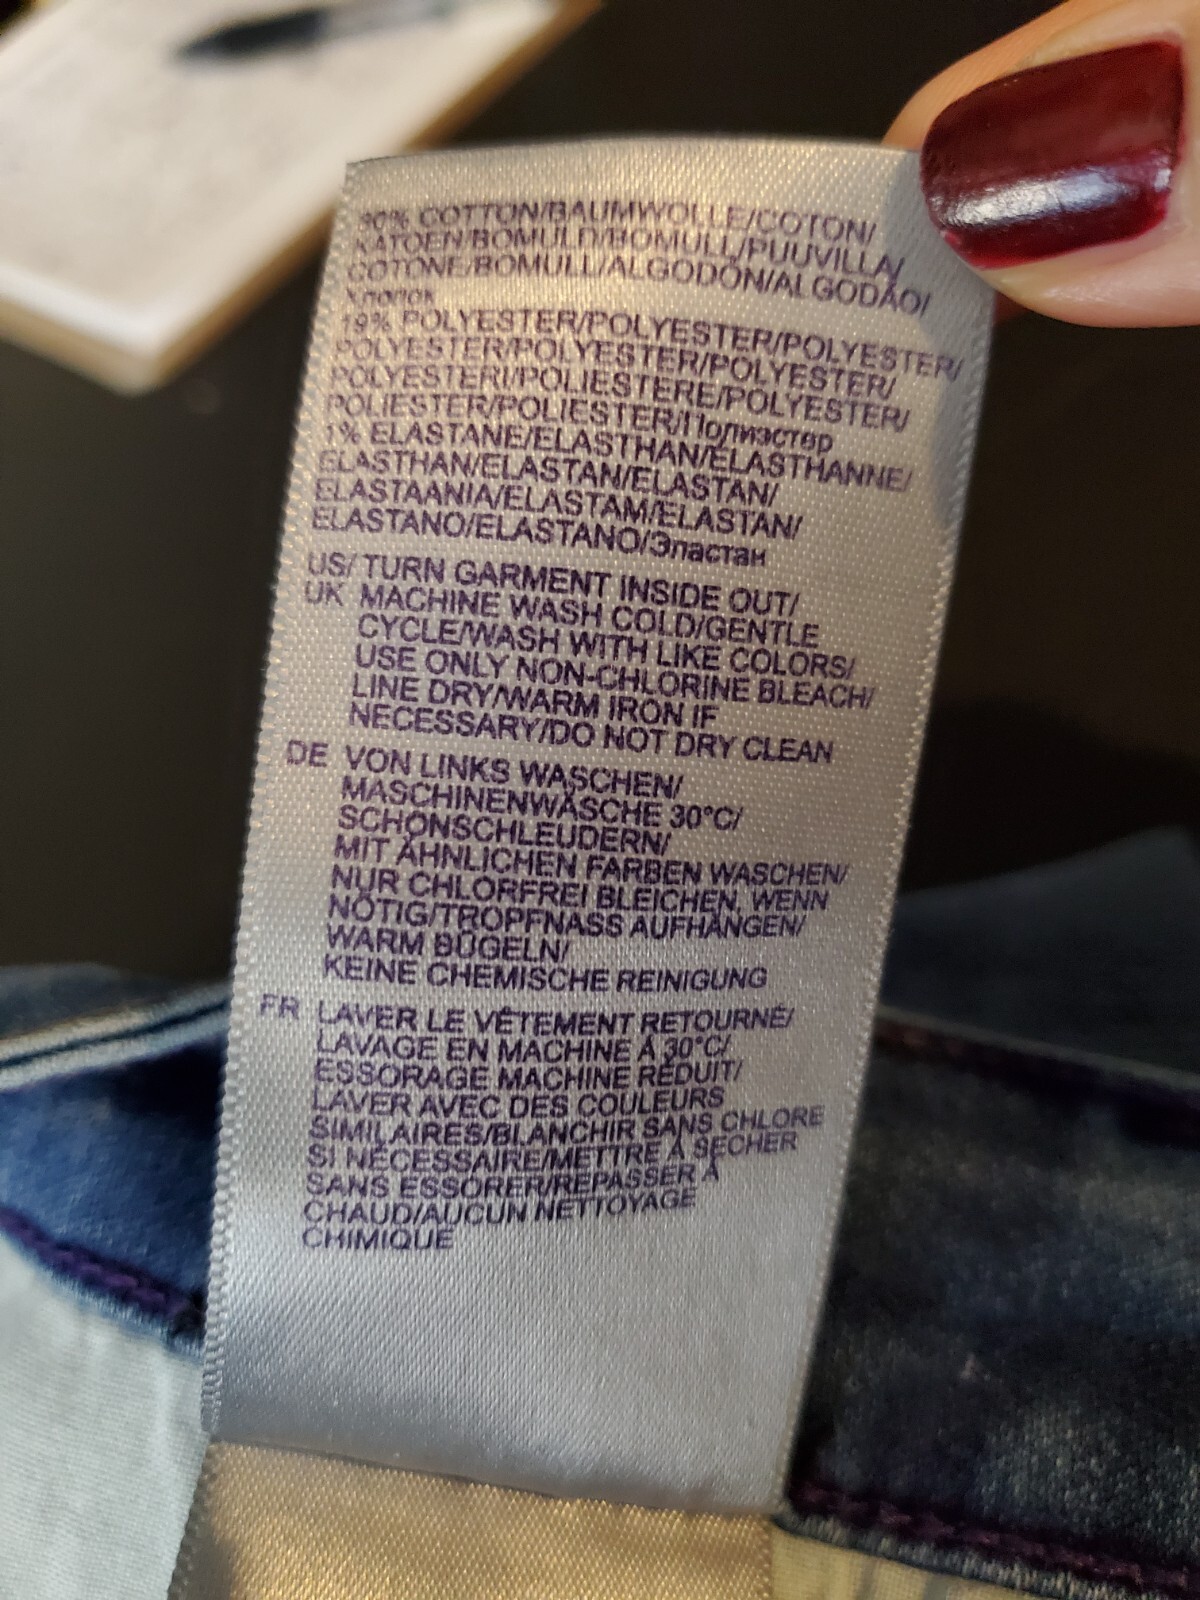 80% COTTON/BAUMWOLLE/COTON/
KATOEN/BOMULD/BOMULL/PUUVILLA/
COTONE/BOMULL/ALGODÓN/ALGODÃO/
Хлопок
19% POLYESTER/POLYESTER/POLYESTER/
POLYESTER/POLYESTER/POLYESTER/
POLYESTERI/POLIESTERE/POLYESTER/
POLIESTER/POLIESTER/Полиэстер
1% ELASTANE/ELASTHAN/ELASTHANNE/
ELASTHAN/ELASTAN/ELASTAN/
ELASTAANIA/ELASTAM/ELASTAN/
ELASTANO/ELASTANO/Эластан
US/ TURN GARMENT INSIDE OUT/
UK MACHINE WASH COLD/GENTLE
CYCLE/WASH WITH LIKE COLORS/
USE ONLY NON-CHLORINE BLEACH/
LINE DRY/WARM IRON IF
NECESSARY/DO NOT DRY CLEAN
DE VON LINKS WASCHEN/
MASCHINENWÄSCHE 30°C/
SCHONSCHLEUDERN/
MIT ÄHNLICHEN FARBEN WASCHEN/
NUR CHLORFREI BLEICHEN, WENN
NÖTIG/TROPFNASS AUFHÄNGEN/
WARM BÜGELN/
KEINE CHEMISCHE REINIGUNG
FR LAVER LE VÊTEMENT RETOURNÉ/
LAVAGE EN MACHINE À 30°C/
ESSORAGE MACHINE RÉDUIT/
LAVER AVEC DES COULEURS
SIMILAIRES/BLANCHIR SANS CHLORE
SI NÉCESSAIRE/METTRE À SÉCHER
SANS ESSORER/REPASSER À
CHAUD/AUCUN NETTOYAGE
CHIMIQUE